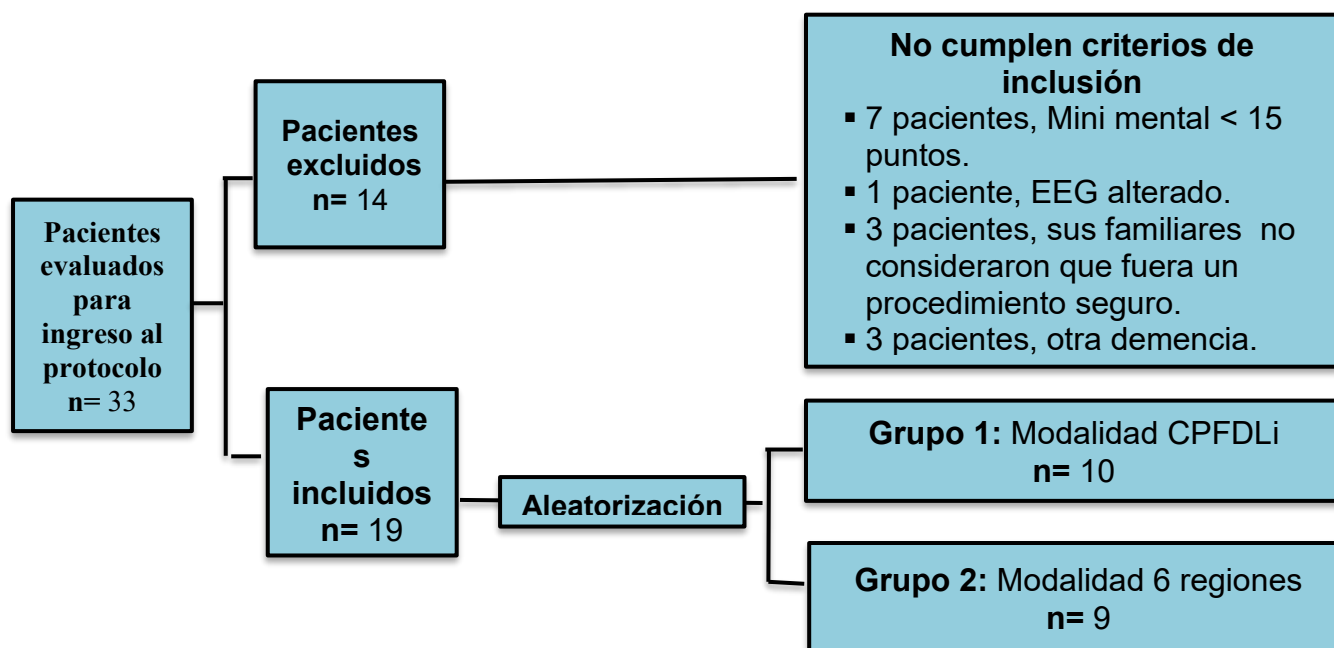 Pacientes
evaluados
para
ingreso al
protocolo
n= 33
Pacientes
excluidos
n= 14
No cumplen criterios de
inclusión
▪ 7 pacientes, Mini mental < 15
puntos.
▪ 1 paciente, EEG alterado.
▪ 3 pacientes, sus familiares no
consideraron que fuera un
procedimiento seguro.
▪ 3 pacientes, otra demencia.
Paciente
s
incluidos
n= 19
Aleatorización
Grupo 1: Modalidad CPFDLi
n= 10
Grupo 2: Modalidad 6 regiones
n= 9